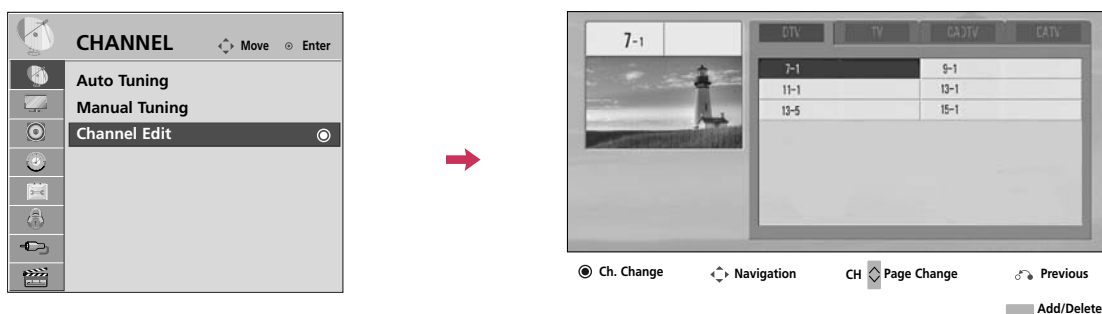 CHANNEL Move Enter
Auto Tuning
Manual Tuning
Channel Edit
7-1
DTV TV CADTV CATV
7-1 9-1
11-1 13-1
13-5 15-1
Ch. Change Navigation CH Page Change Previous
Add/Delete